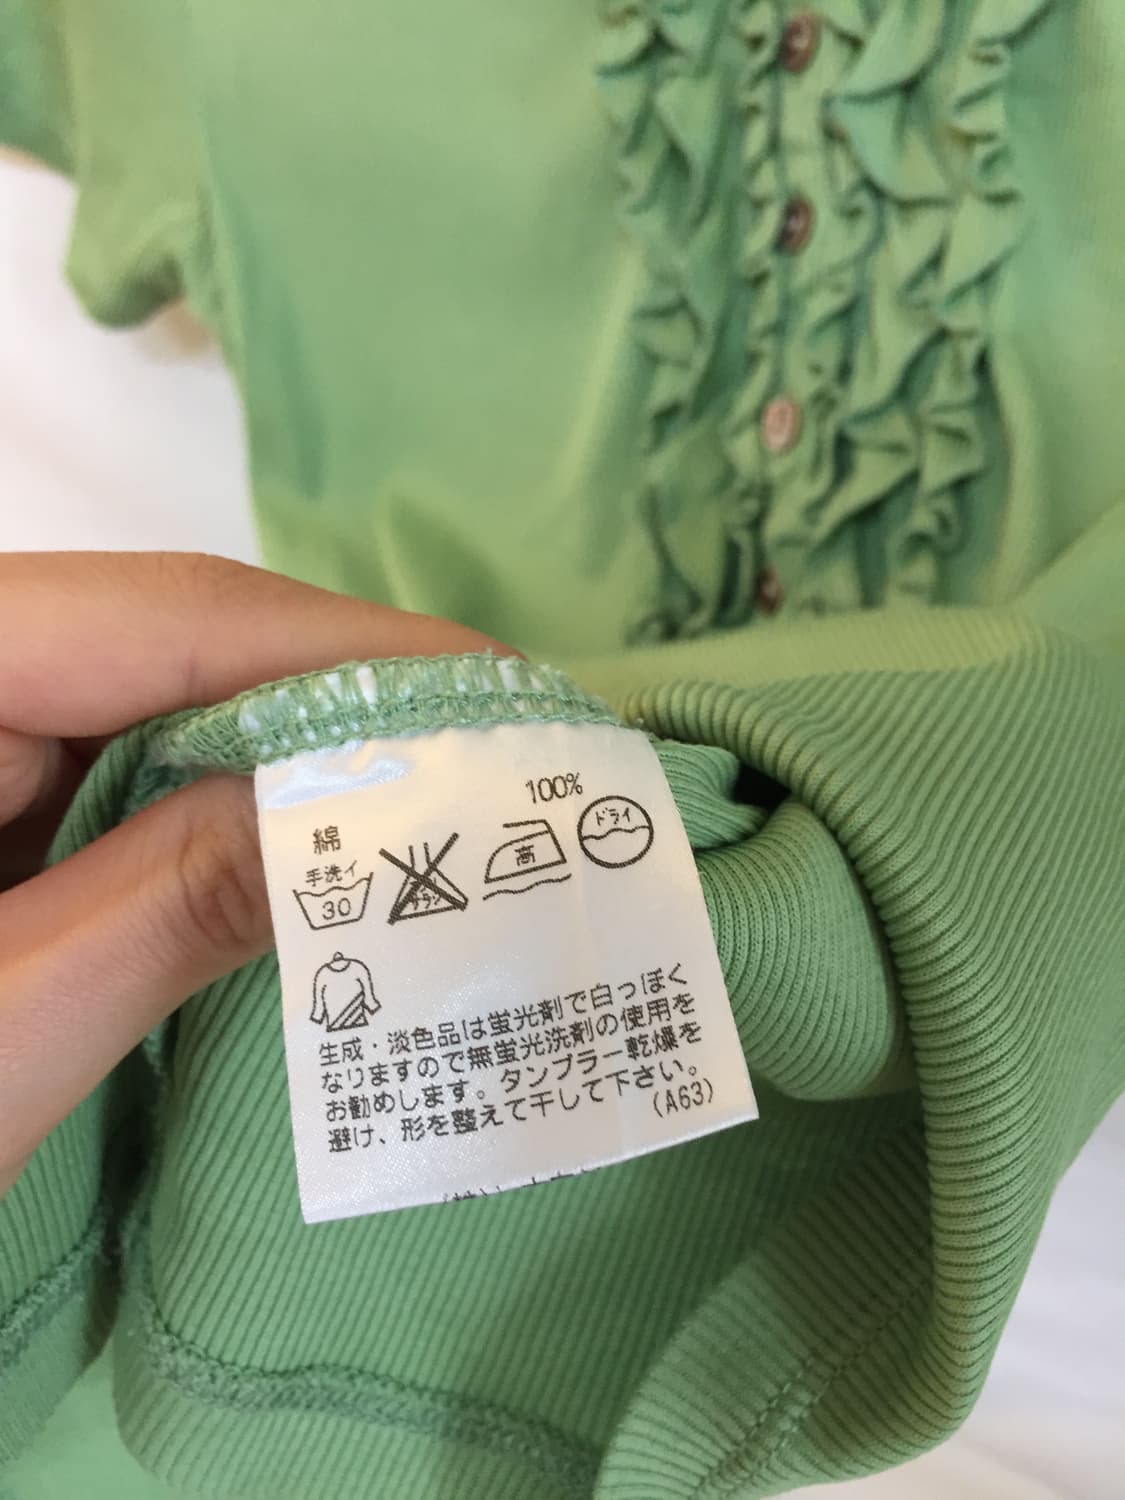 100%
綿
手洗イ
30
高
ドライ
生成・淡色品は蛍光剤で白っぽく
なりますので無蛍光洗剤の使用を
お勧めします。タンブラー乾燥を
避け、形を整えて干して下さい。
(A63)